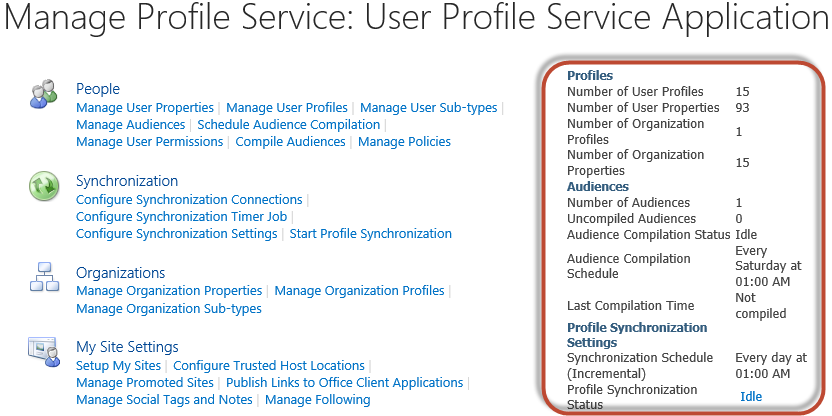 Manage Profile Service: User Profile Service Application
People
Manage User Properties | Manage User Profiles | Manage User Sub-types |
Manage Audiences | Schedule Audience Compilation |
Manage User Permissions | Compile Audiences | Manage Policies
Synchronization
Configure Synchronization Connections |
Configure Synchronization Timer Job |
Configure Synchronization Settings | Start Profile Synchronization
Organizations
Manage Organization Properties | Manage Organization Profiles |
Manage Organization Sub-types
My Site Settings
Setup My Sites | Configure Trusted Host Locations |
Manage Promoted Sites | Publish Links to Office Client Applications |
Manage Social Tags and Notes | Manage Following
Profiles
Number of User Profiles 15
Number of User Properties 93
Number of Organization
Profiles 1
Number of Organization
Properties 15
Audiences
Number of Audiences 1
Uncompiled Audiences 0
Audience Compilation Status Idle
Audience Compilation
Schedule
Every
Saturday at
01:00 AM
Last Compilation Time
Not
compiled
Profile Synchronization
Settings
Synchronization Schedule
(Incremental)
Every day at
01:00 AM
Profile Synchronization
Status
Idle